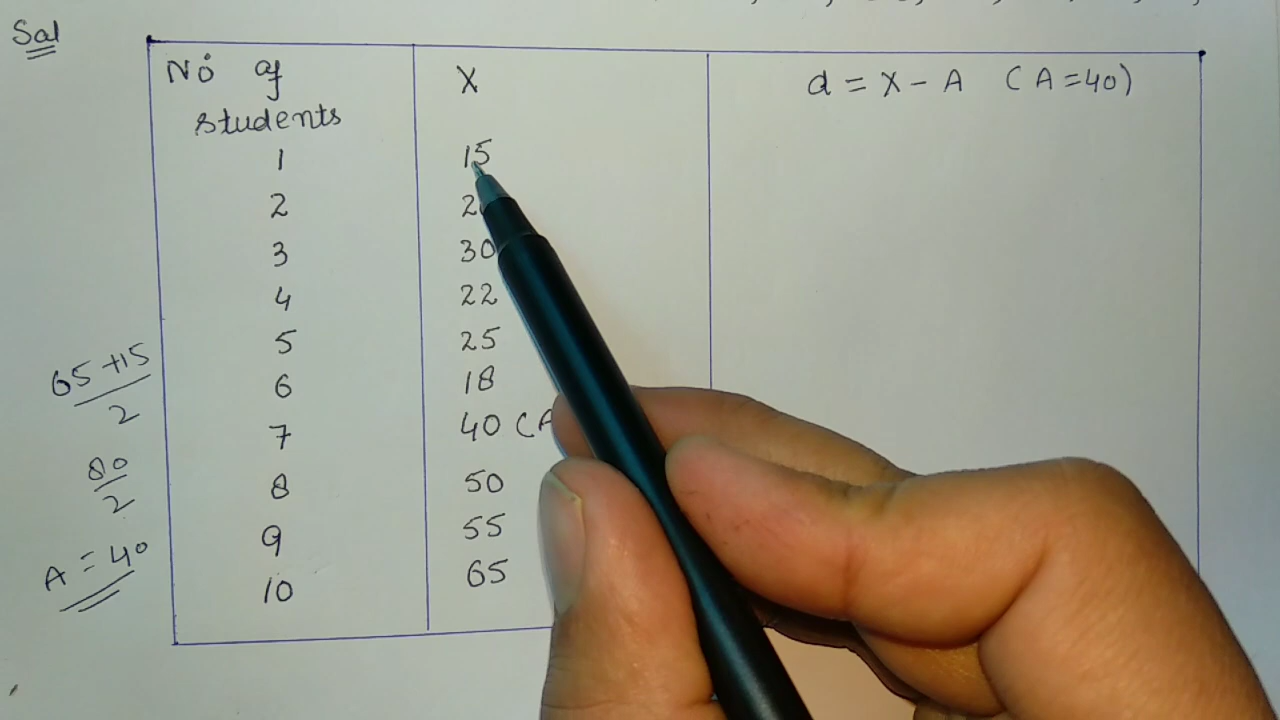 Sol
No of students
X
d = X - A (A=40)
1 15
2
3 30
4 22
5 25
6 18
7 40 (A
8 50
9 55
10 65
65 +15
2
80
2
A = 40